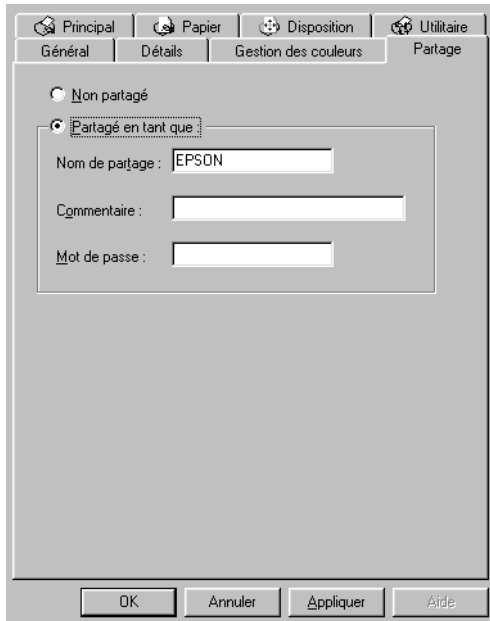 Principal Papier Disposition Utilitaire
Général Détails Gestion des couleurs Partage
Non partagé
Partagé en tant que :
Nom de partage : EPSON
Commentaire :
Mot de passe :
OK Annuler Appliquer Aide